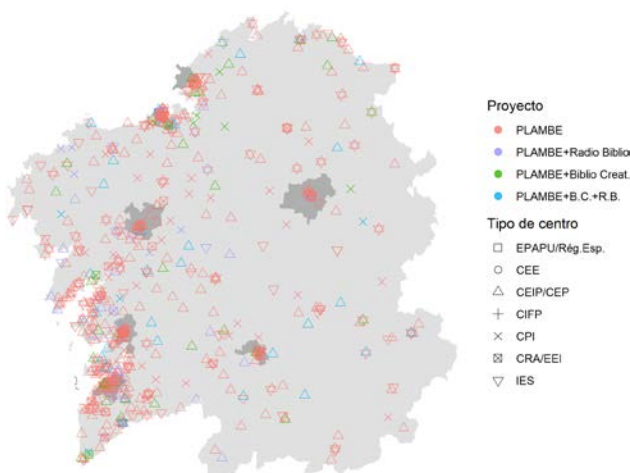 Proyecto
PLAMBE
PLAMBE+Radio Biblio
PLAMBE+Biblio Creat.
PLAMBE+B.C.+R.B.
Tipo de centro
EPAPU/Rég.Esp.
CEE
CEIP/CEP
CIFP
CPI
CRA/EEI
IES